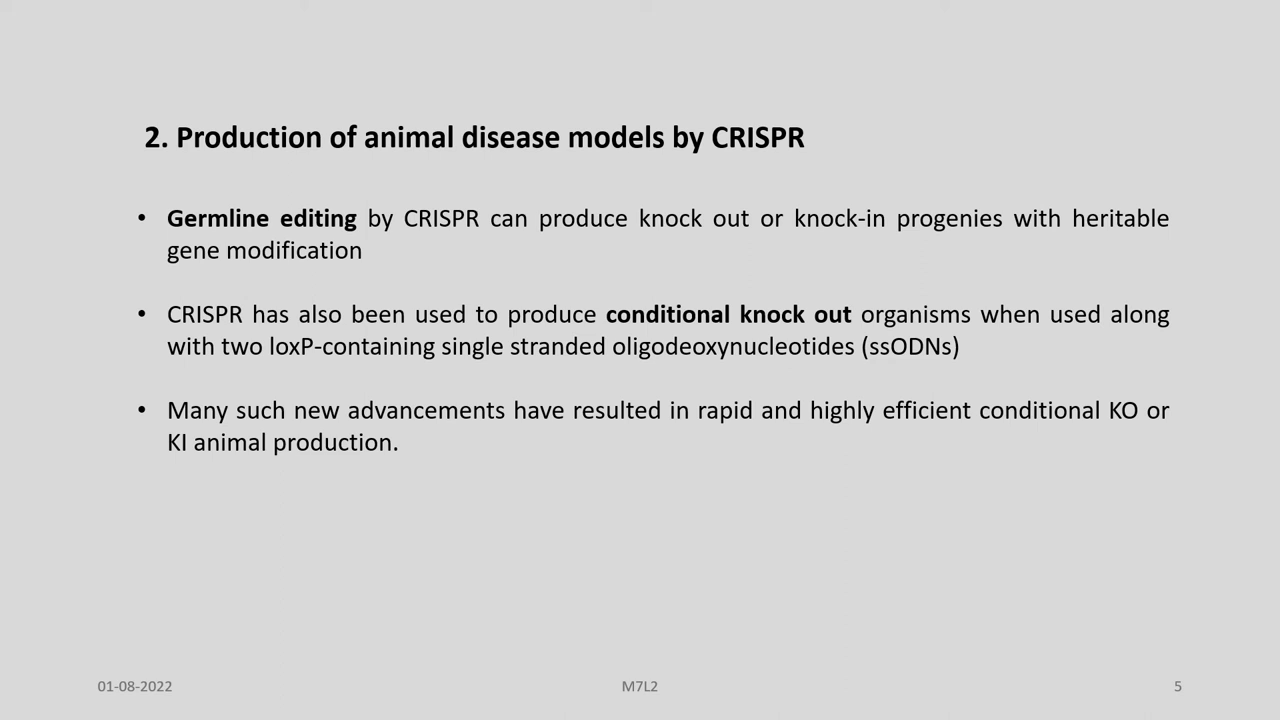 2. Production of animal disease models by CRISPR
• Germline editing by CRISPR can produce knock out or knock-in progenies with heritable
gene modification
• CRISPR has also been used to produce conditional knock out organisms when used along
with two loxP-containing single stranded oligodeoxynucleotides (ssODNs)
• Many such new advancements have resulted in rapid and highly efficient conditional KO or
KI animal production.
01-08-2022 M7L2 5